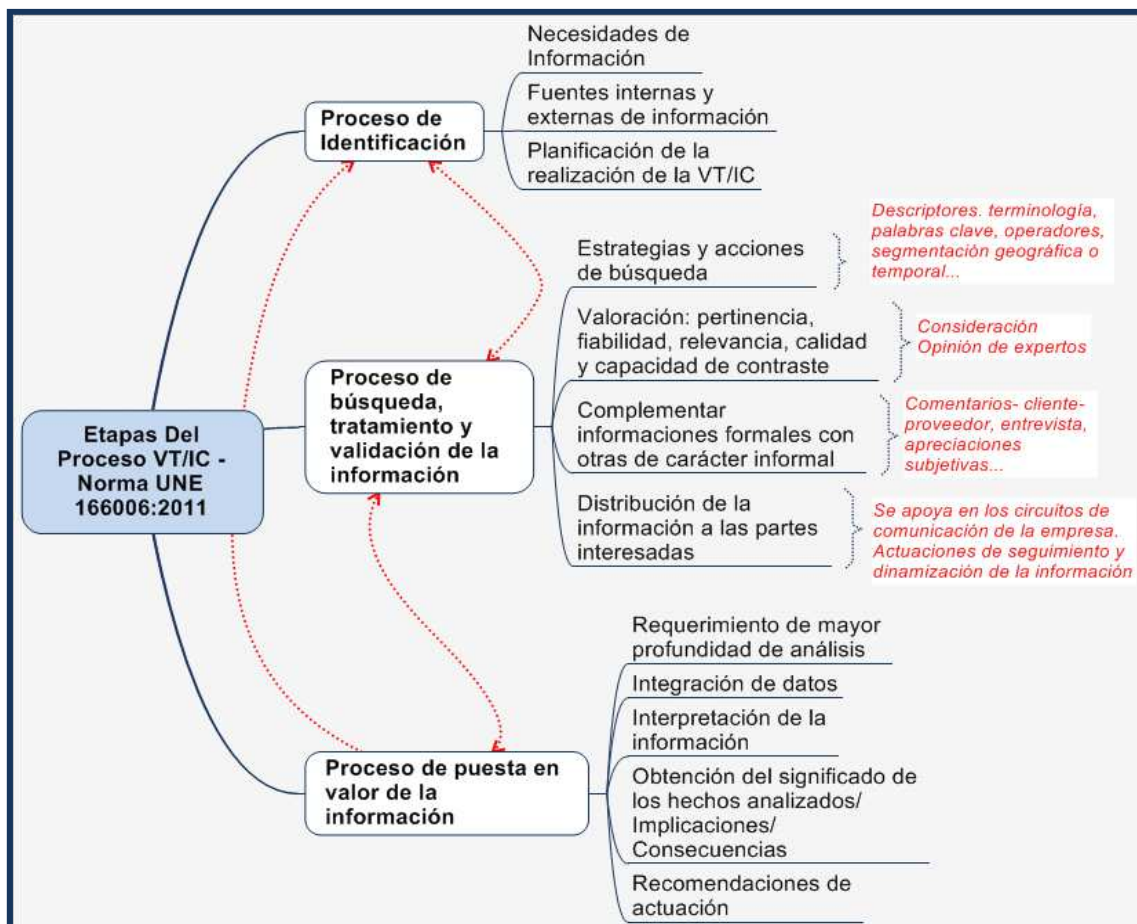 Necesidades de
Información
Fuentes internas y
externas de información
Planificación de la
realización de la VT/IC
Proceso de
Identificación
Descriptores. terminología,
palabras clave, operadores,
segmentación geográfica o
temporal...
Estrategias y acciones
de búsqueda
Valoración: pertinencia,
fiabilidad, relevancia, calidad
y capacidad de contraste
Consideración
Opinión de expertos
Proceso de
búsqueda,
tratamiento y
validación de la
información
Complementar
informaciones formales con
otras de carácter informal
Comentarios- cliente-
proveedor, entrevista,
apreciaciones
subjetivas...
Etapas Del
Proceso VT/IC -
Norma UNE
166006:2011
Distribución de la
información a las partes
interesadas
Se apoya en los circuitos de
comunicación de la empresa.
Actuaciones de seguimiento y
dinamización de la información
Requerimiento de mayor
profundidad de análisis
Integración de datos
Interpretación de la
información
Proceso de puesta en
valor de la
información
Obtención del significado de
los hechos analizados/
Implicaciones/
Consecuencias
Recomendaciones de
actuación